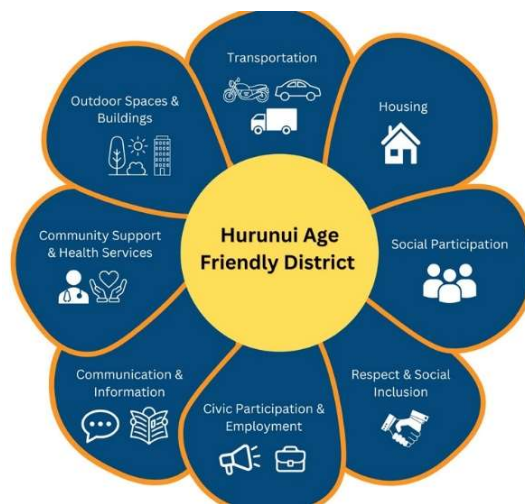 Transportation
Housing
Social Participation
Respect & Social
Inclusion
Civic Participation &
Employment
Communication &
Information
Community Support
& Health Services
Outdoor Spaces &
Buildings
Hurunui Age
Friendly District